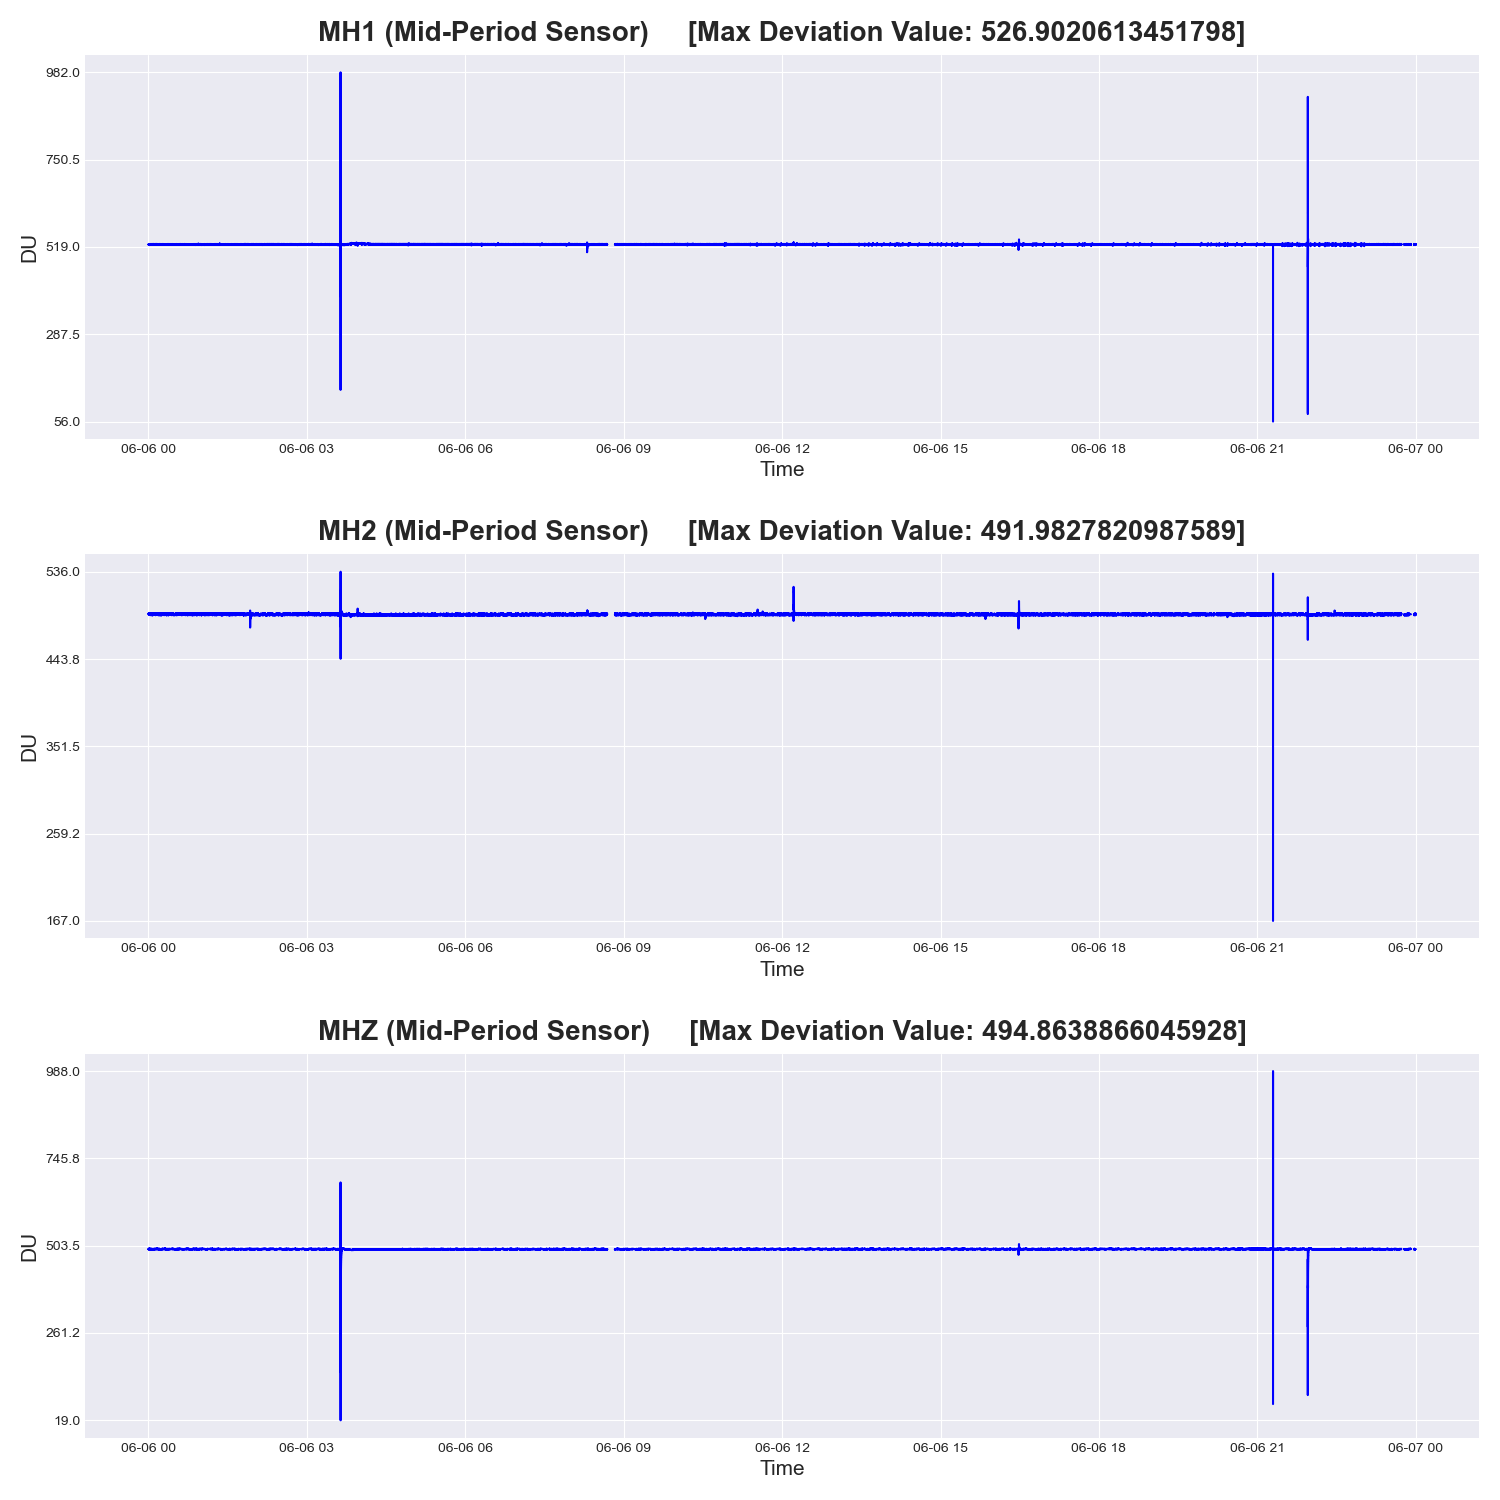 MH1 (Mid-Period Sensor) [Max Deviation Value: 526.9020613451798]
982.0
750.5
519.0
287.5
56.0
DU
06-06 00 06-06 03 06-06 06 06-06 09 06-06 12 06-06 15 06-06 18 06-06 21 06-07 00
Time
MH2 (Mid-Period Sensor) [Max Deviation Value: 491.9827820987589]
536.0
443.8
351.5
259.2
167.0
DU
06-06 00 06-06 03 06-06 06 06-06 09 06-06 12 06-06 15 06-06 18 06-06 21 06-07 00
Time
MHZ (Mid-Period Sensor) [Max Deviation Value: 494.8638866045928]
988.0
745.8
503.5
261.2
19.0
DU
06-06 00 06-06 03 06-06 06 06-06 09 06-06 12 06-06 15 06-06 18 06-06 21 06-07 00
Time